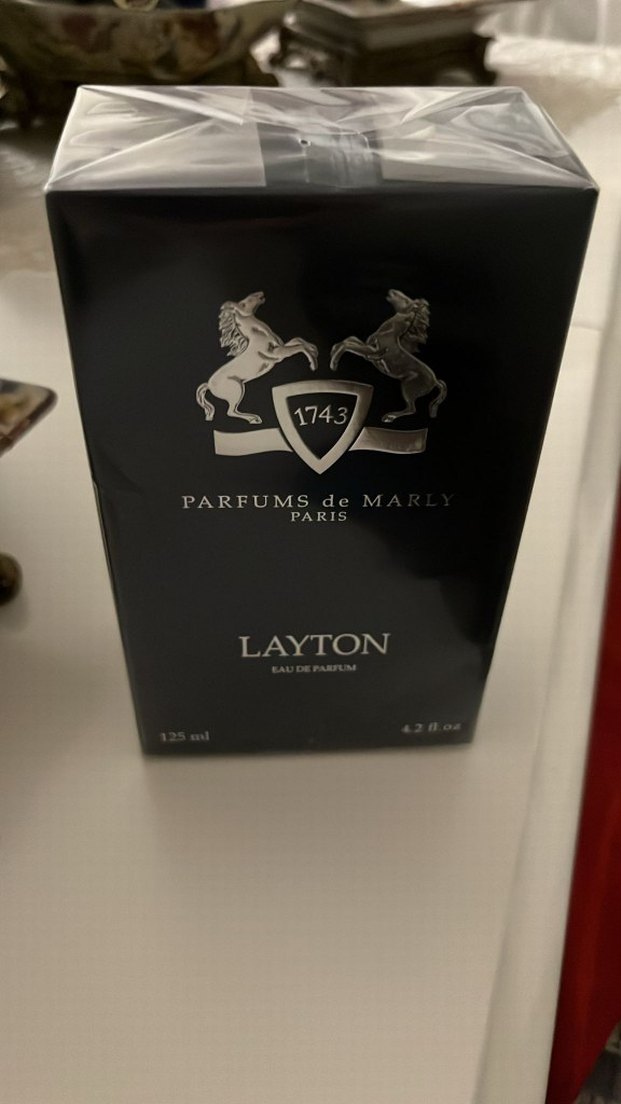 1743
PARFUMS de MARLY
PARIS
LAYTON
EAU DE PARFUM
125 ml
4.2 fl.oz